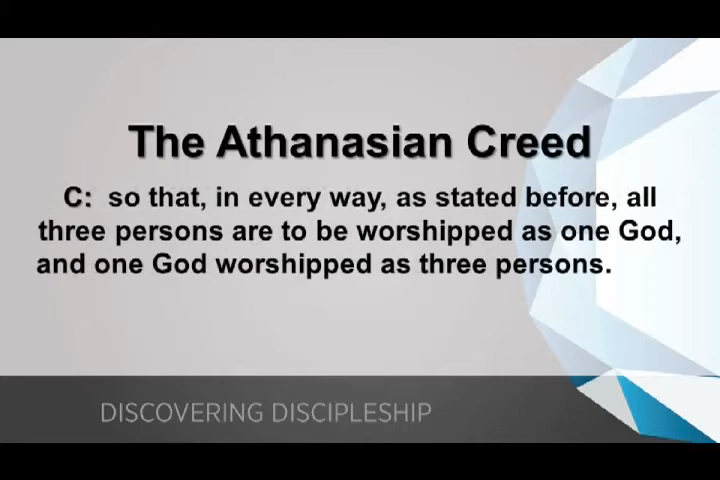 The Athanasian Creed
C: so that, in every way, as stated before, all
three persons are to be worshipped as one God,
and one God worshipped as three persons.
DISCOVERING DISCIPLESHIP